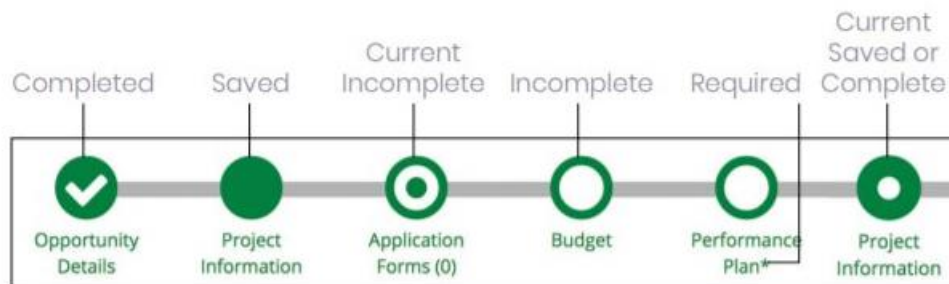 Current
Current
Saved or
Completed
Saved
Incomplete
Incomplete
Required
Complete
Opportunity
Details
Project
Information
Application
Forms (0)
Budget
Performance
Plan*
Project
Information